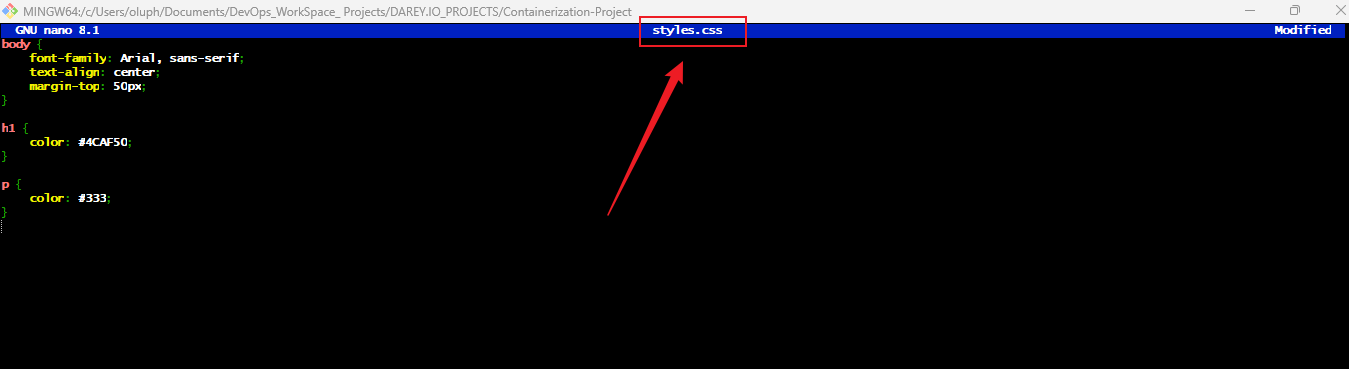 MINGW64:/c/Users/oluph/Documents/DevOps_WorkSpace_ Projects/DAREY.IO_PROJECTS/Containerization-Project
GNU nano 8.1 styles.css Modified
body {
    font-family: Arial, sans-serif;
    text-align: center;
    margin-top: 50px;
}

h1 {
    color: #4CAF50;
}

p {
    color: #333;
}